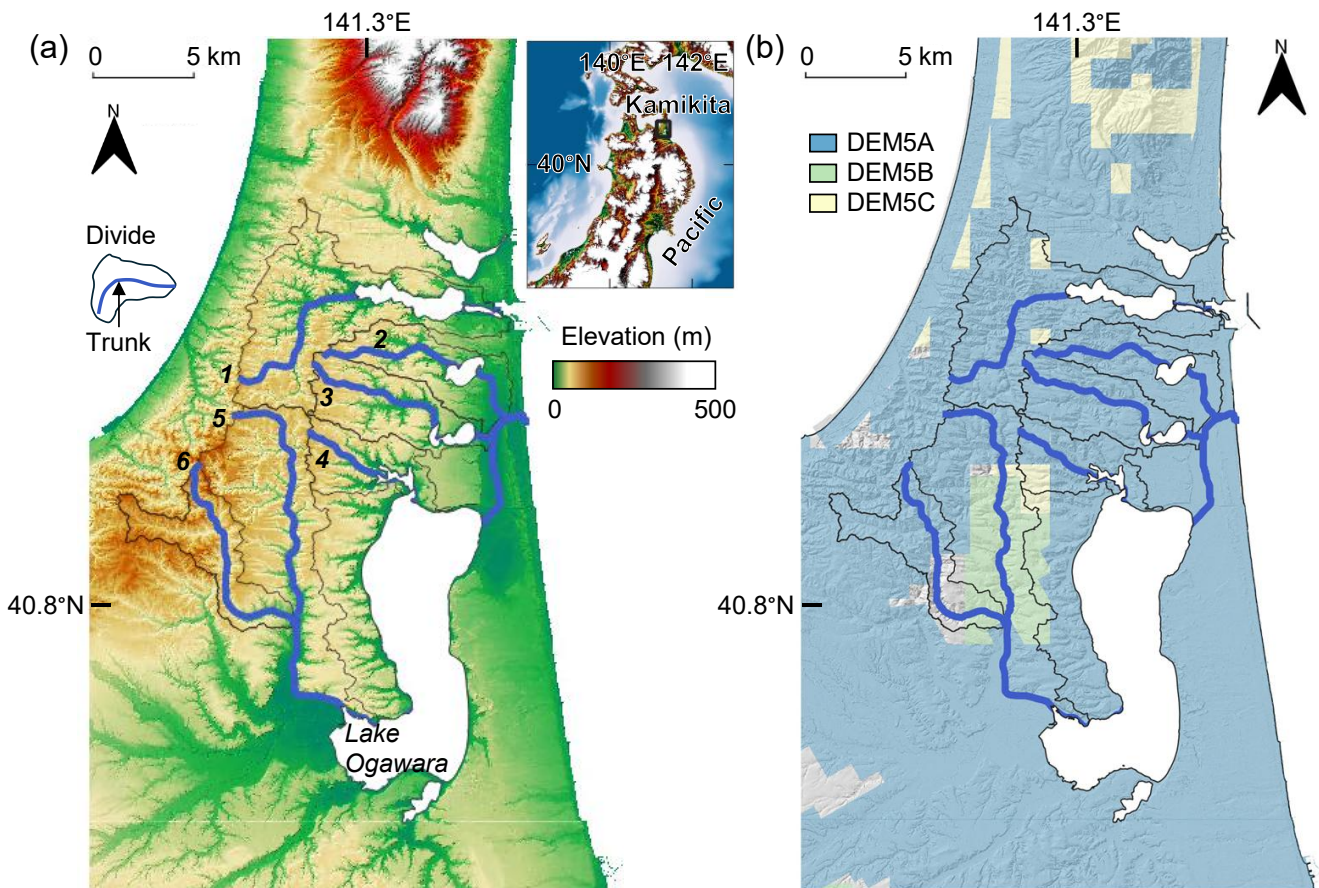 (a)
0 5 km
141.3°E
N
Divide
Trunk
140°E 142°E
Kamikita
40°N
Pacific
Elevation (m)
0 500
1
2
3
4
5
6
40.8°N
Lake
Ogawara
(b)
0 5 km
141.3°E
N
DEM5A
DEM5B
DEM5C
40.8°N